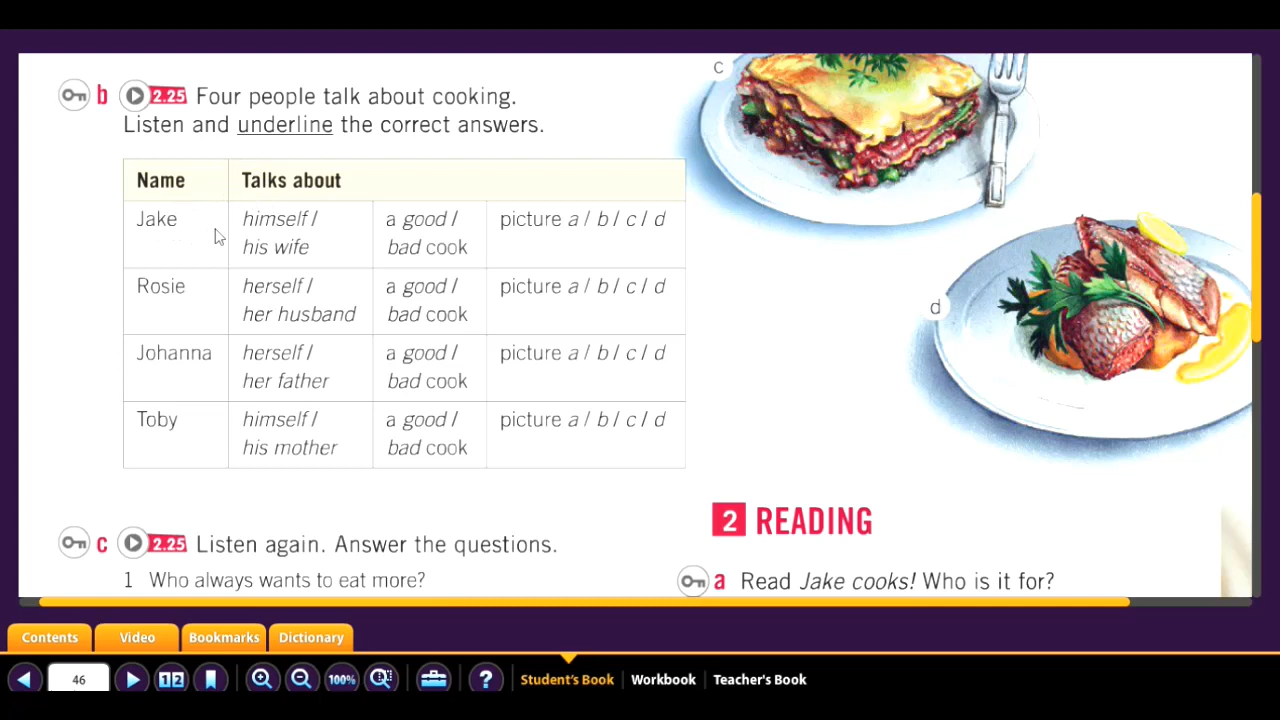 c
b 2.25 Four people talk about cooking.
Listen and underline the correct answers.
Name Talks about
Jake himself / his wife a good / bad cook picture a / b / c / d
Rosie herself / her husband a good / bad cook picture a / b / c / d
Johanna herself / her father a good / bad cook picture a / b / c / d
Toby himself / his mother a good / bad cook picture a / b / c / d
d
c 2.25 Listen again. Answer the questions.
1 Who always wants to eat more?
2 READING
a Read Jake cooks! Who is it for?
Contents Video Bookmarks Dictionary
46 12 100% ? Student's Book Workbook Teacher's Book